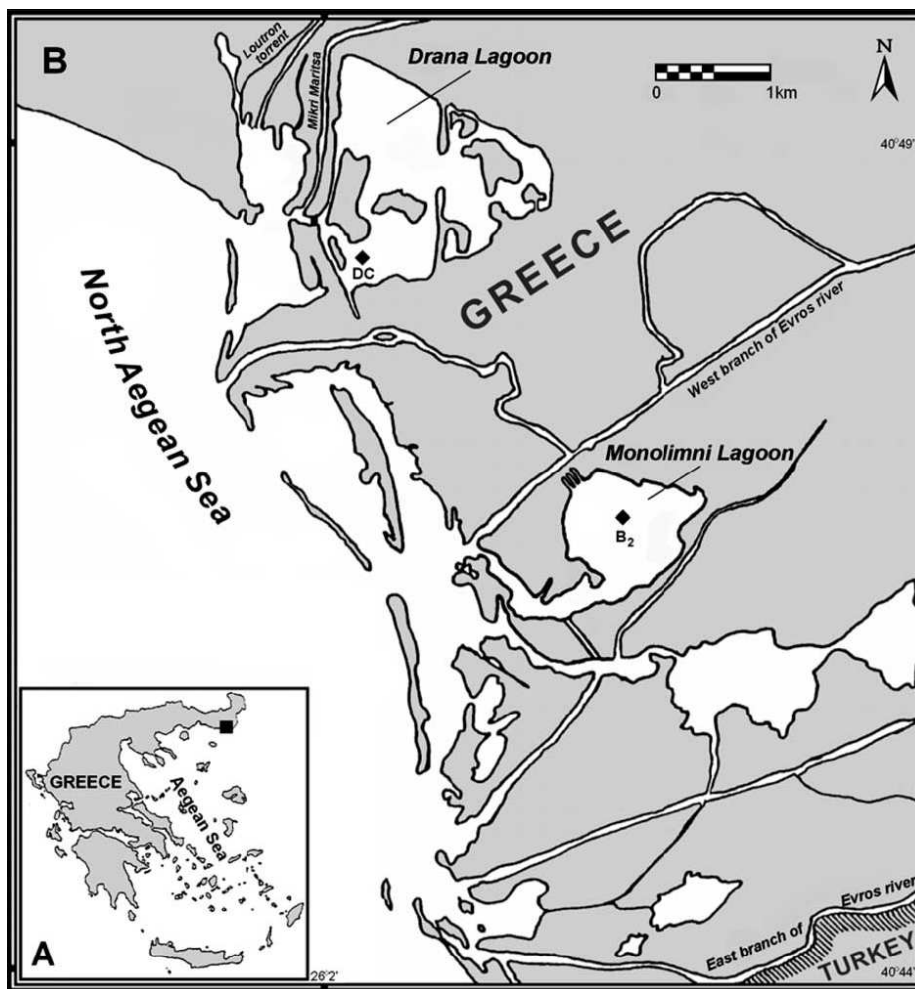 B
Loutron
torrent
Mikri Maritsa
Drana Lagoon
N
0
1km
40°49'
DC
GREECE
North Aegean Sea
West branch of Evros river
Monolimni Lagoon
B2
GREECE
Aegean Sea
A
26°2'
East branch of
Evros river
TURKEY
40°44'